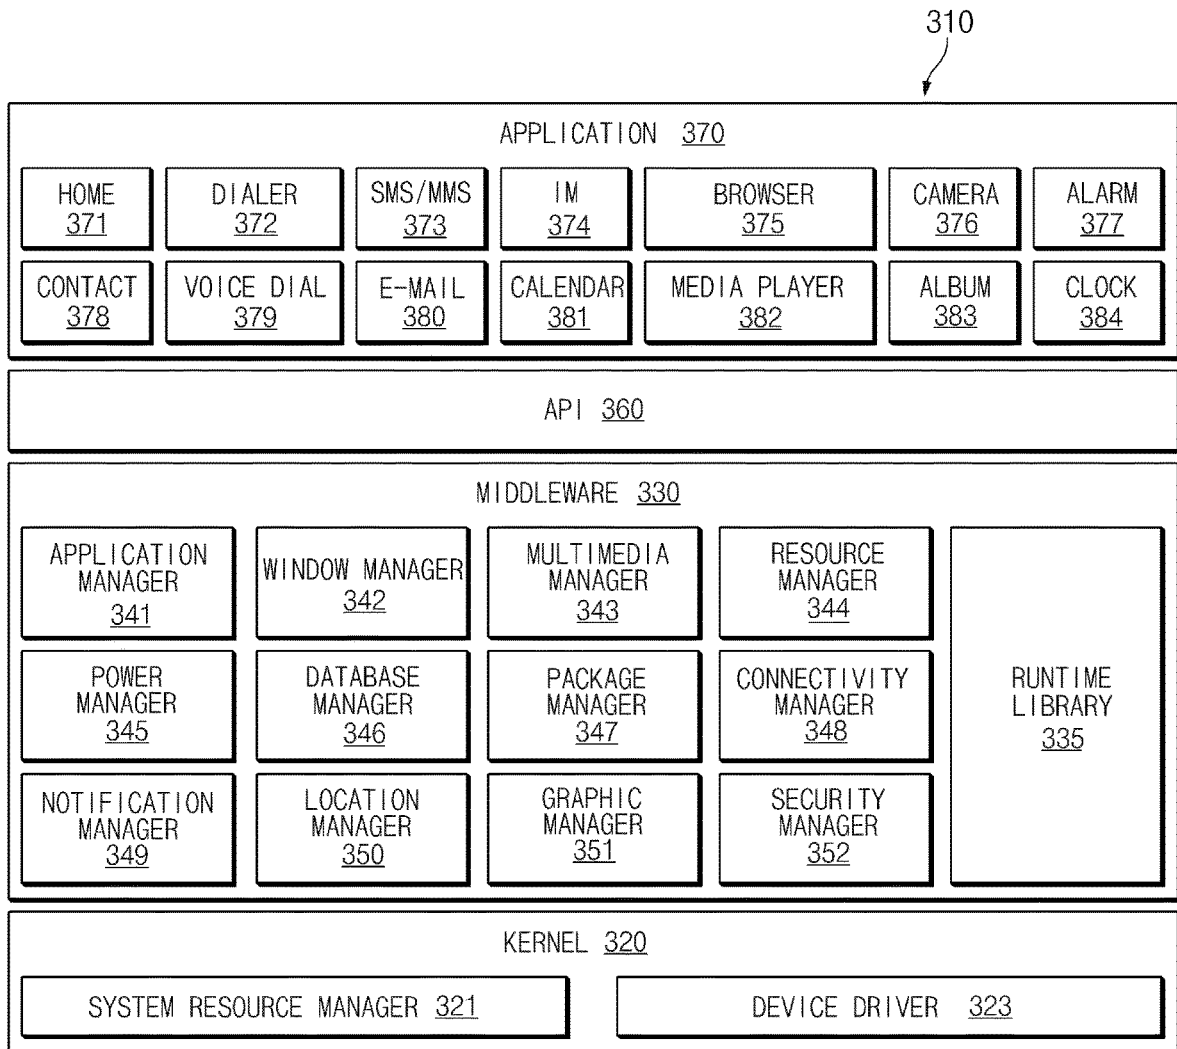 310
APPLICATION 370
HOME
371
DIALER
372
SMS/MMS
373
IM
374
BROWSER
375
CAMERA
376
ALARM
377
CONTACT
378
VOICE DIAL
379
E-MAIL
380
CALENDAR
381
MEDIA PLAYER
382
ALBUM
383
CLOCK
384
API 360
MIDDLEWARE 330
APPLICATION
MANAGER
341
WINDOW MANAGER
342
MULTIMEDIA
MANAGER
343
RESOURCE
MANAGER
344
POWER
MANAGER
345
DATABASE
MANAGER
346
PACKAGE
MANAGER
347
CONNECTIVITY
MANAGER
348
NOTIFICATION
MANAGER
349
LOCATION
MANAGER
350
GRAPHIC
MANAGER
351
SECURITY
MANAGER
352
RUNTIME
LIBRARY
335
KERNEL 320
SYSTEM RESOURCE MANAGER 321
DEVICE DRIVER 323